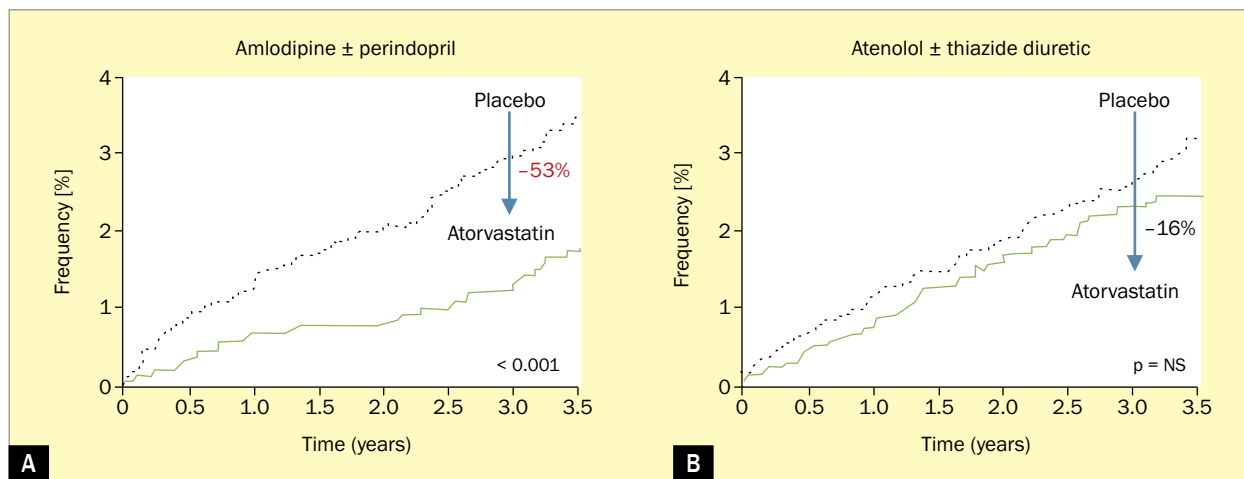 Amlodipine ± perindopril
4
3
2
1
0
Frequency [%]
Placebo
–53%
Atorvastatin
< 0.001
0 0.5 1.0 1.5 2.0 2.5 3.0 3.5
Time (years)
A
Atenolol ± thiazide diuretic
4
3
2
1
0
Frequency [%]
Placebo
–16%
Atorvastatin
p = NS
0 0.5 1.0 1.5 2.0 2.5 3.0 3.5
Time (years)
B